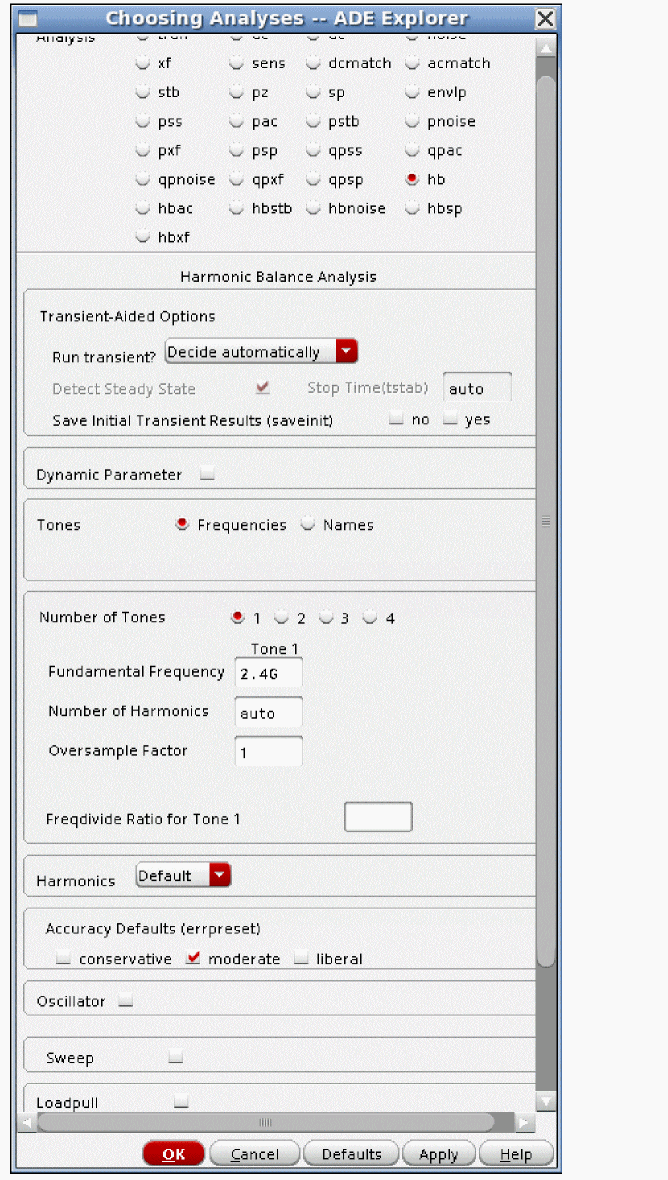 Choosing Analyses -- ADE Explorer
Analysis tran dc ac noise
xf sens dcmatch acmatch
stb pz sp envlp
pss pac pstb pnoise
pxf psp qpss qpac
qpnoise qpxf qpsp hb
hbac hbstb hbnoise hbsp
hbxf
Harmonic Balance Analysis
Transient-Aided Options
Run transient? Decide automatically
Detect Steady State Stop Time(tstab) auto
Save Initial Transient Results (saveinit) no yes
Dynamic Parameter
Tones Frequencies Names
Number of Tones 1 2 3 4
Tone 1
Fundamental Frequency 2.4G
Number of Harmonics auto
Oversample Factor 1
Freqdivide Ratio for Tone 1
Harmonics Default
Accuracy Defaults (errpreset)
conservative moderate liberal
Oscillator
Sweep
Loadpull
OK Cancel Defaults Apply Help